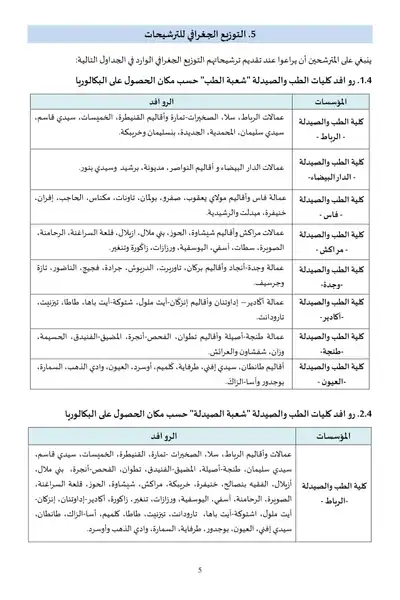 5. التوزيع الجغرافي للترشيحات
ينبغي على المترشحين أن يراعوا عند تقديم ترشيحاتهم التوزيع الجغرافي الوارد في الجداول التالية:
1.4. روافد كليات الطب والصيدلة "شعبة الطب" حسب مكان الحصول على البكالوريا
المؤسسات الروافد
كلية الطب والصيدلة
- الرباط -
عمالات الرباط، سلا، الصخيرات-تمارة وأقاليم القنيطرة، الخميسات، سيدي قاسم،
سيدي سليمان، المحمدية، الجديدة، بنسليمان وخريبكة.
كلية الطب والصيدلة
-الدار البيضاء-
عمالات الدار البيضاء و أقاليم النواصر، مديونة، برشيد وسيدي بنور.
كلية الطب والصيدلة
- فاس -
عمالة فاس وأقاليم مولاي يعقوب، صفرو، بولمان، تاونات، مكناس، الحاجب، إفران،
خنيفرة، ميدلت والرشيدية.
كلية الطب والصيدلة
- مراكش -
عمالات مراكش وأقاليم شيشاوة، الحوز، بني ملال، ازيلال، قلعة السراغنة، الرحامنة،
الصويرة، سطات، أسفي، اليوسفية، ورزازات، زاكورة وتنغير.
كلية الطب والصيدلة
-وجدة-
عمالة وجدة-أنجاد وأقاليم بركان، تاوريرت، الدريوش، جرادة، فجيج، الناضور، تازة
وجرسيف.
كلية الطب والصيدلة
-أكادير-
عمالة أكادير – إداوتنان وأقاليم إنزكان-أيت ملول، شتوكة-أيت باها، طاطا، تيزنيت،
تارودانت.
كلية الطب والصيدلة
-طنجة-
عمالة طنجة-أصيلة وأقاليم تطوان، الفحص-أنجرة، المضيق-الفنيدق، الحسيمة،
وزان، شفشاون والعرائش.
كلية الطب والصيدلة
-العيون -
أقاليم طانطان، سيدي إفني، طرفاية، كلميم، أوسرد، العيون، وادي الذهب، السمارة،
بوجدور وأسا-الزاك.
2.4. روافد كليات الطب والصيدلة "شعبة الصيدلة" حسب مكان الحصول على البكالوريا
المؤسسات الروافد
كلية الطب والصيدلة
-الرباط -
عمالات وأقاليم الرباط، سلا، الصخيرات-تمارة، القنيطرة، الخميسات، سيدي قاسم،
سيدي سليمان، طنجة-أصيلة، المضيق-الفنيدق، تطوان، الفحص-أنجرة، بني ملال،
أزيلال، الفقيه بنصالح، خنيفرة، خريبكة، مراكش، شيشاوة، الحوز، قلعة السراغنة،
الصويرة، الرحامنة، أسفي، اليوسفية، ورزازات، تنغير، زاكورة، أكادير-إداوتنان، إنزكان-
أيت ملول، اشتوكة-أيت باها، تارودانت، تيزنيت، طاطا، كلميم، أسا-الزاك، طانطان،
سيدي إفني، العيون، بوجدور، طرفاية، السمارة، وادي الذهب وأوسرد.
5